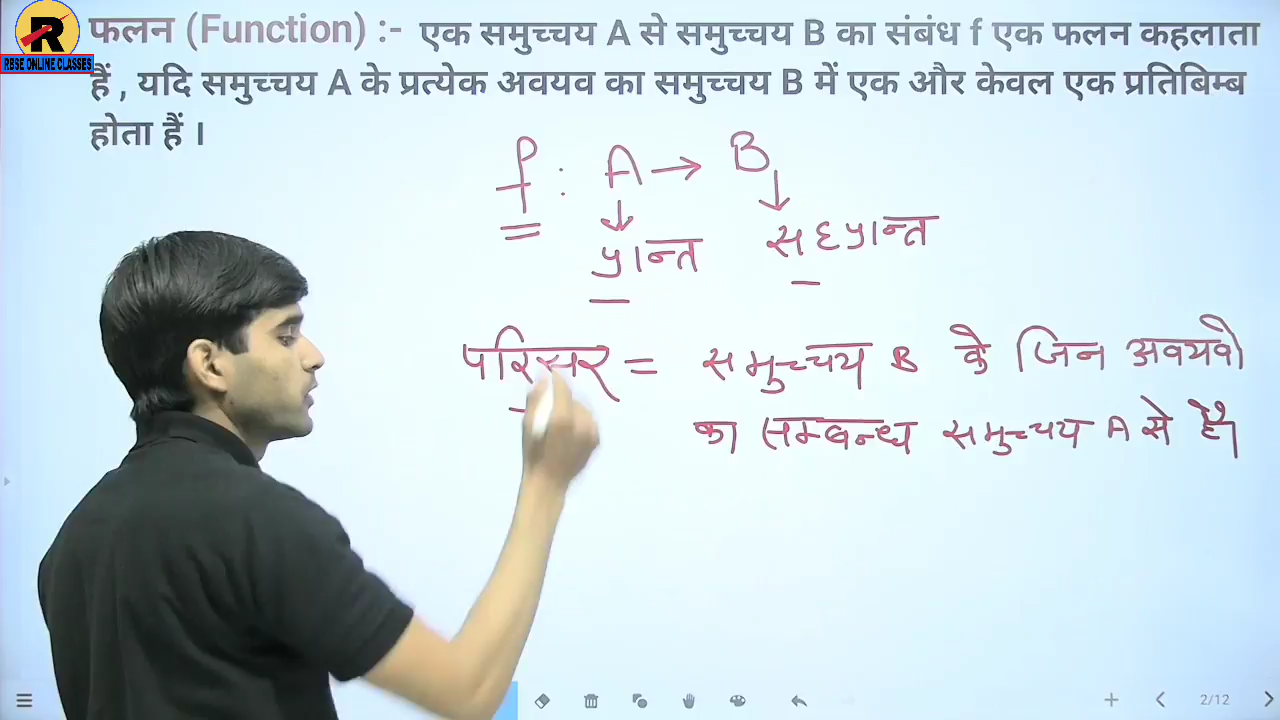 R
RBSE ONLINE CLASSES
फलन (Function) :- एक समुच्चय A से समुच्चय B का संबंध f एक फलन कहलाता
हैं , यदि समुच्चय A के प्रत्येक अवयव का समुच्चय B में एक और केवल एक प्रतिबिम्ब
होता हैं ।
f : A → B
प्रान्त सहप्रान्त
परिसर = समुच्चय B के जिन अवयवो
का सम्बन्ध समुच्चय A से है।
2/12